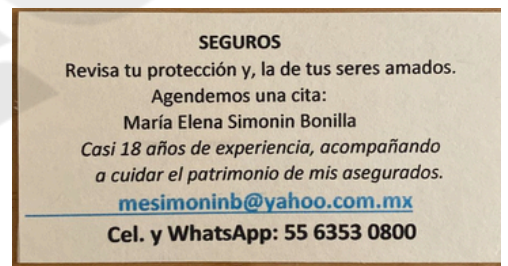 SEGUROS
Revisa tu protección y, la de tus seres amados.
Agendemos una cita:
María Elena Simonin Bonilla
Casi 18 años de experiencia, acompañando
a cuidar el patrimonio de mis asegurados.
mesimoninb@yahoo.com.mx
Cel. y WhatsApp: 55 6353 0800